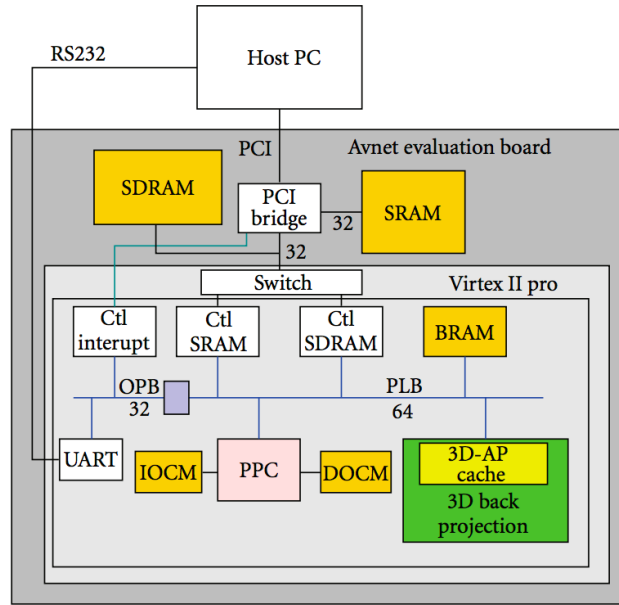 RS232
Host PC
PCI
Avnet evaluation board
SDRAM
PCI
bridge
32
SRAM
32
Switch
Virtex II pro
Ctl
interupt
Ctl
SRAM
Ctl
SDRAM
BRAM
OPB
32
PLB
64
UART
IOCM
PPC
DOCM
3D-AP
cache
3D back
projection